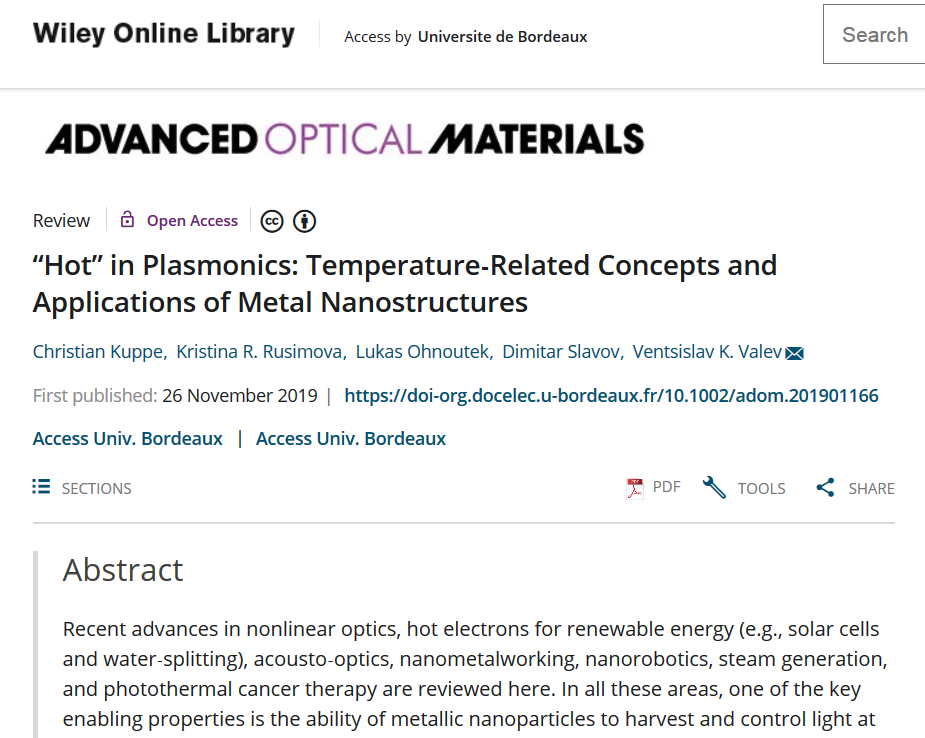 Wiley Online Library
Access by Universite de Bordeaux
Search
ADVANCED OPTICAL MATERIALS
Review
Open Access
cc
“Hot” in Plasmonics: Temperature-Related Concepts and
Applications of Metal Nanostructures
Christian Kuppe, Kristina R. Rusimova, Lukas Ohnoutek, Dimitar Slavov, Ventsislav K. Valev
First published: 26 November 2019 | https://doi-org.docelec.u-bordeaux.fr/10.1002/adom.201901166
Access Univ. Bordeaux | Access Univ. Bordeaux
SECTIONS
PDF
TOOLS
SHARE
Abstract
Recent advances in nonlinear optics, hot electrons for renewable energy (e.g., solar cells
and water-splitting), acousto-optics, nanometalworking, nanorobotics, steam generation,
and photothermal cancer therapy are reviewed here. In all these areas, one of the key
enabling properties is the ability of metallic nanoparticles to harvest and control light at